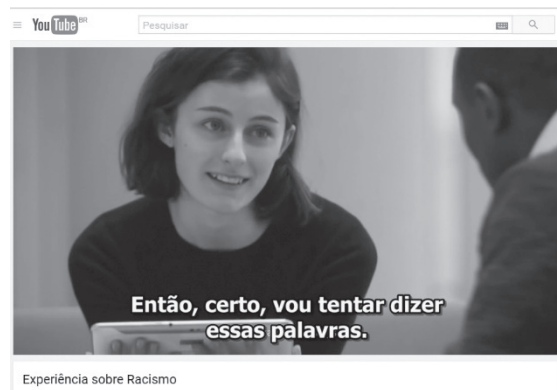 YouTube BR
Pesquisar
Então, certo, vou tentar dizer
essas palavras.
Experiência sobre Racismo